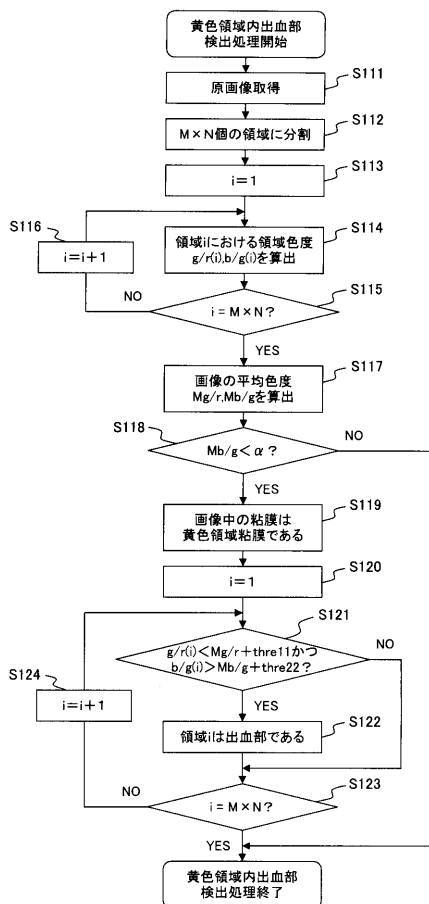 黄色領域内出血部
検出処理開始
S111
原画像取得
S112
M×N個の領域に分割
S113
i=1
S116
i=i+1
S114
領域iにおける領域色度
g/r(i),b/g(i)を算出
S115
i=M×N?
NO
YES
S117
画像の平均色度
Mg/r,Mb/gを算出
S118
Mb/g<α?
NO
YES
S119
画像中の粘膜は
黄色領域粘膜である
S120
i=1
S121
g/r(i)<Mg/r+thre11かつ
b/g(i)>Mb/g+thre22?
NO
S124
i=i+1
YES
S122
領域iは出血部である
S123
NO
i=M×N?
YES
黄色領域内出血部
検出処理終了